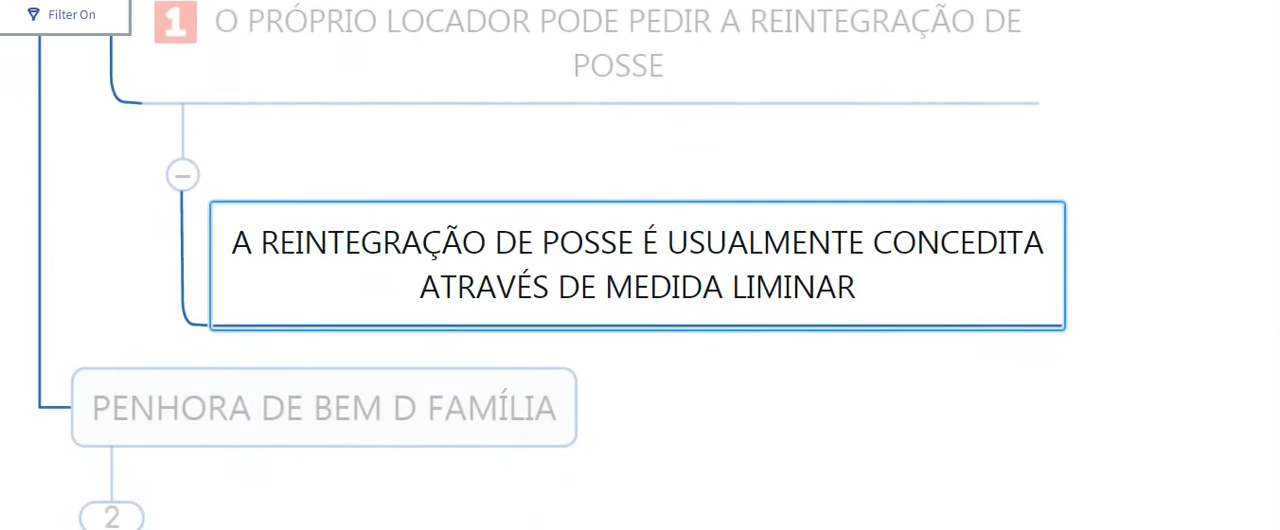 Filter On
1 O PRÓPRIO LOCADOR PODE PEDIR A REINTEGRAÇÃO DE
POSSE
A REINTEGRAÇÃO DE POSSE É USUALMENTE CONCEDITA
ATRAVÉS DE MEDIDA LIMINAR
PENHORA DE BEM D FAMÍLIA
2